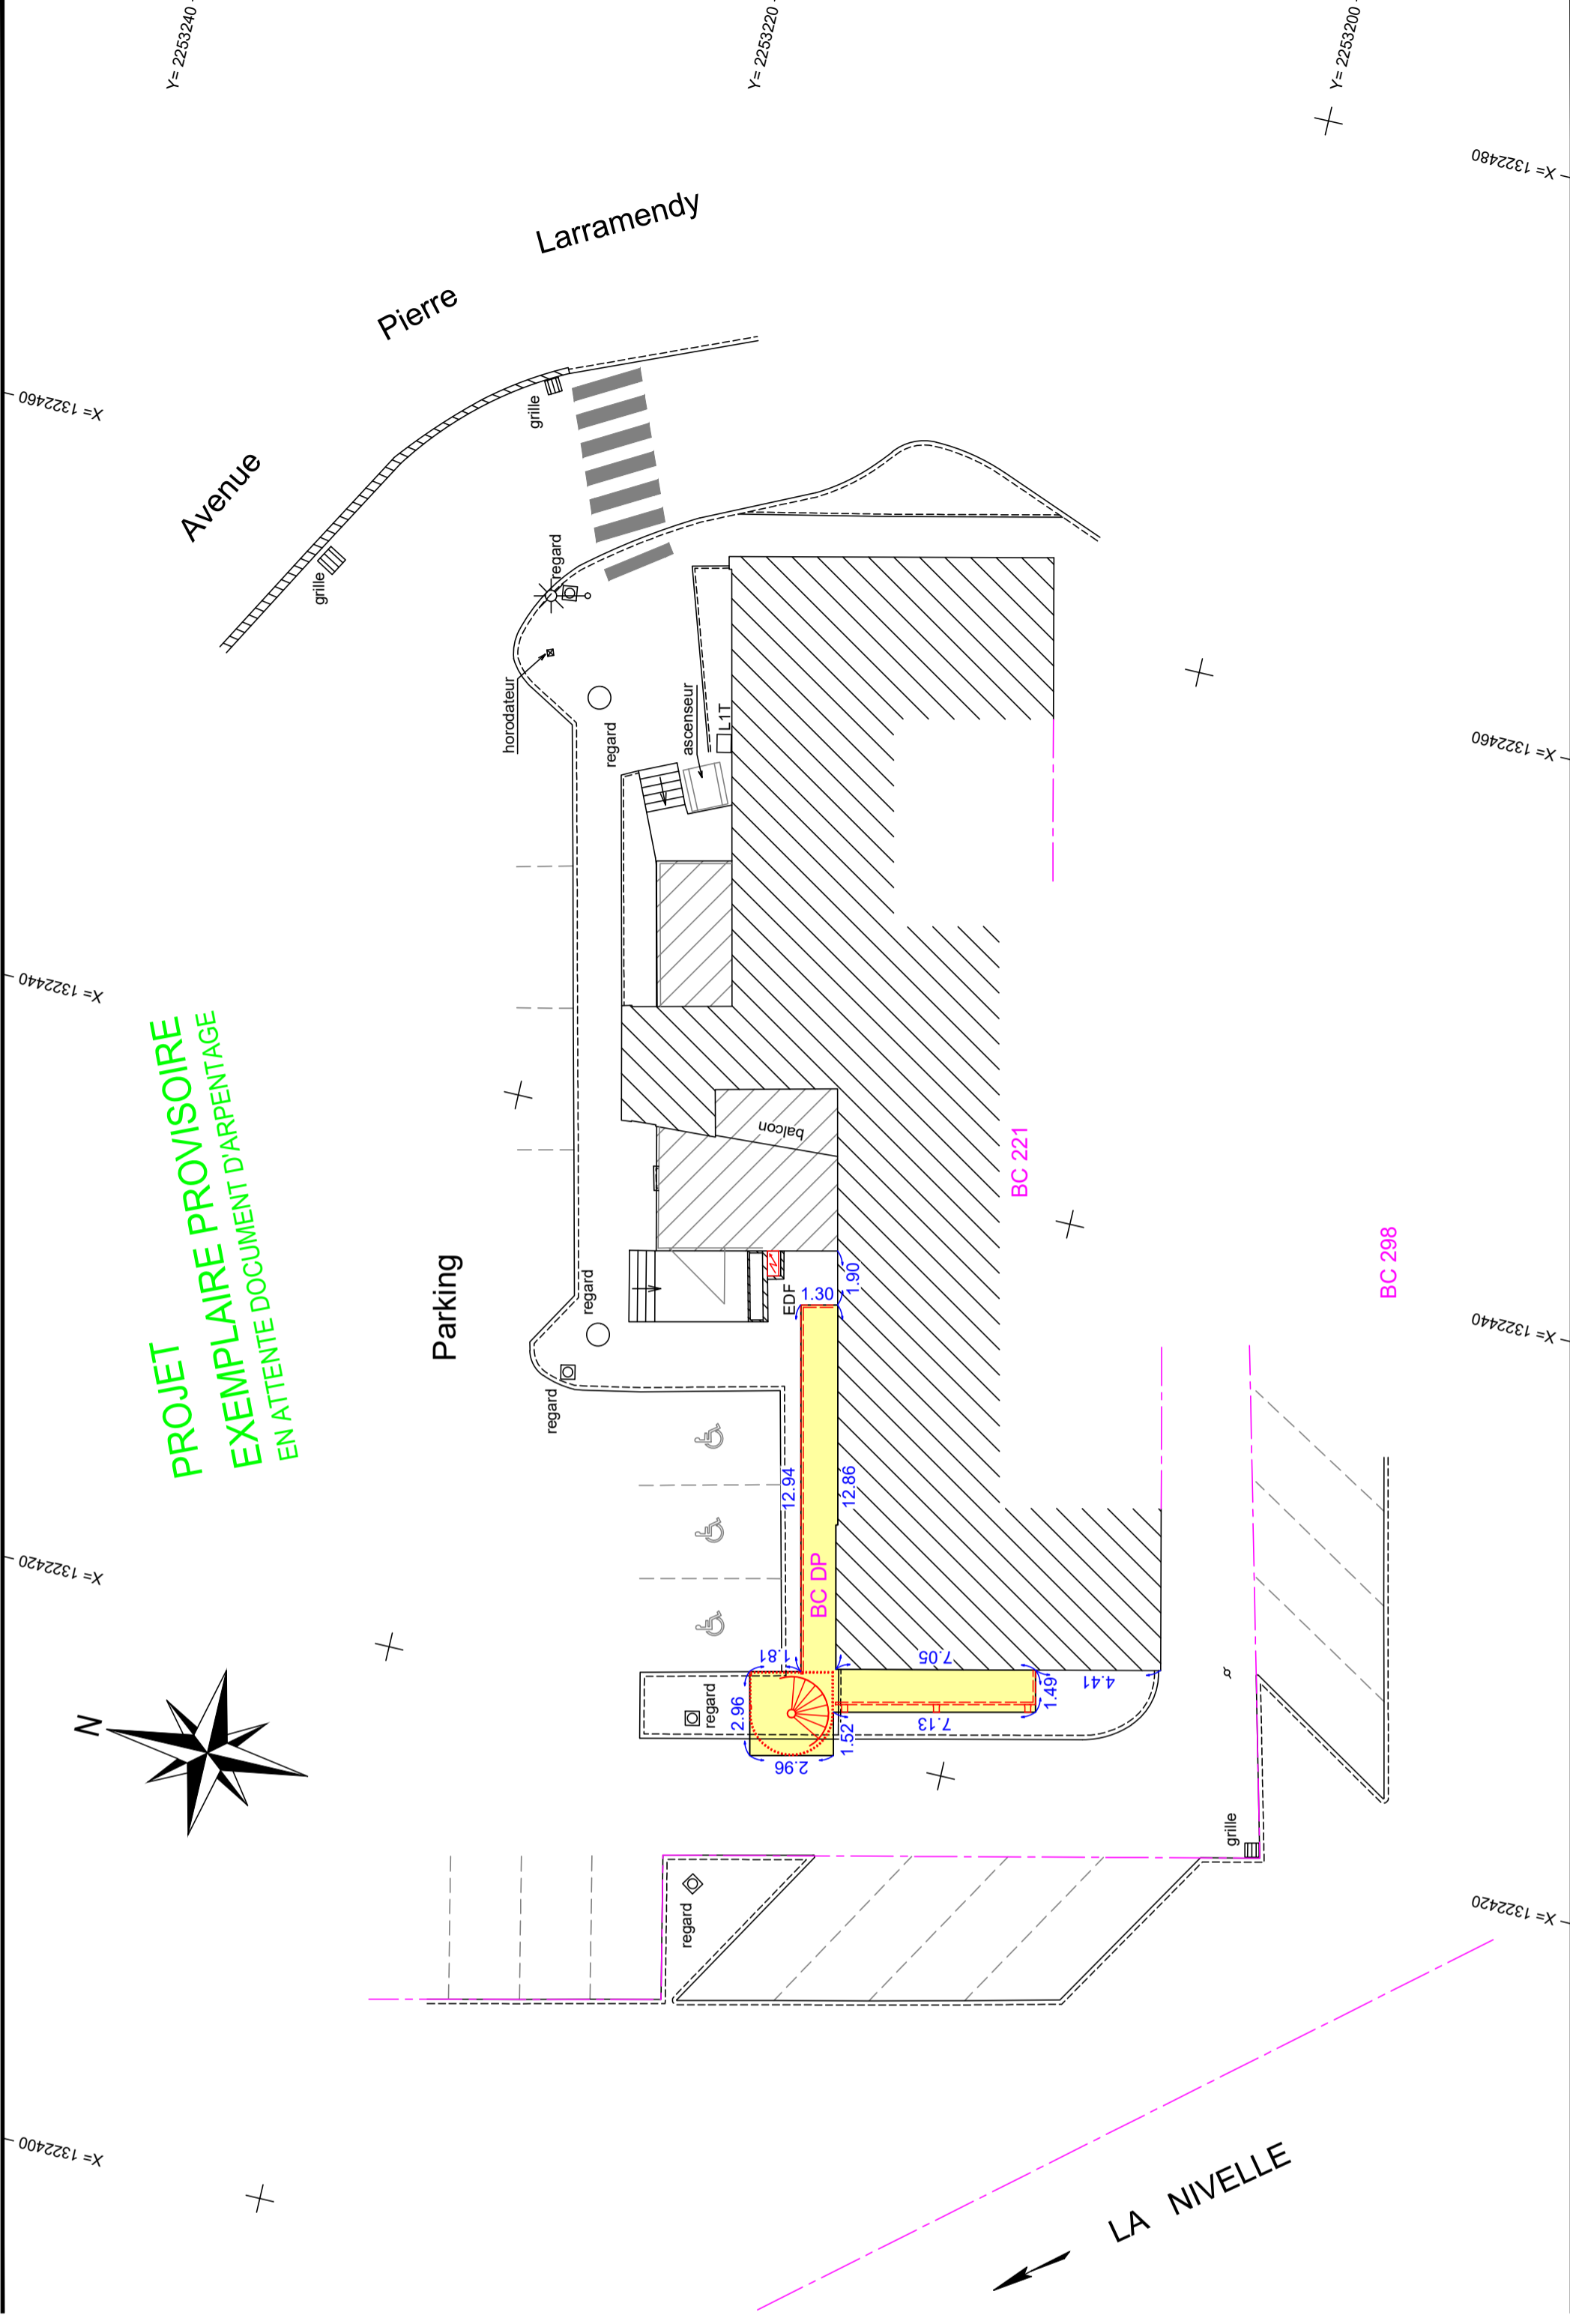 Y= 2253240
Y= 2253220
Y= 2253200
X= 1322480
Avenue
Pierre
Larramendy
X= 1322460
grille
grille
regard
horodateur
regard
ascenseur
L1T
X= 1322460
X= 1322440
PROJET
EXEMPLAIRE PROVISOIRE
EN ATTENTE DOCUMENT D'ARPENTAGE
Parking
balcon
BC 221
BC 298
regard
EDF
1.30
1.90
X= 1322440
regard
12.94
12.86
BC DP
X= 1322420
N
1.81
7.05
4.41
1.49
regard
2.96
1.52
7.13
2.96
grille
regard
X= 1322420
X= 1322400
LA NIVELLE